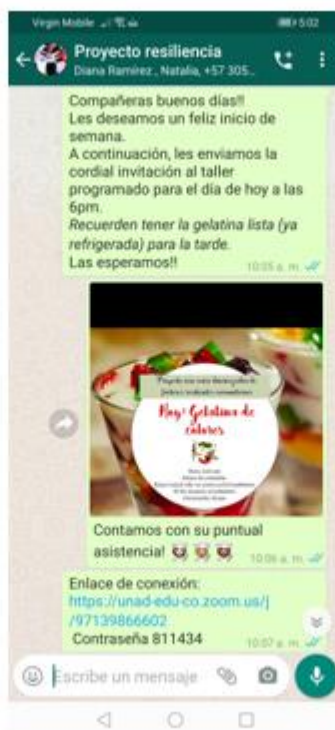 Virgin Mobile
5:02
Proyecto resiliencia
Diana Ramírez, Natalia, +57 305...
Compañeras buenos días!!
Les deseamos un feliz inicio de
semana.
A continuación, les enviamos la
cordial invitación al taller
programado para el día de hoy a las
6pm.
Recuerden tener la gelatina lista (ya
refrigerada) para la tarde.
Las esperamos!!
10:05 a. m.
Hoy: Gelatina de
colores
Contamos con su puntual
asistencia!
10:06 a. m.
Enlace de conexión:
https://unad-edu-co.zoom.us/j
/97139866602
Contraseña 811434
10:07 a. m.
Escribe un mensaje